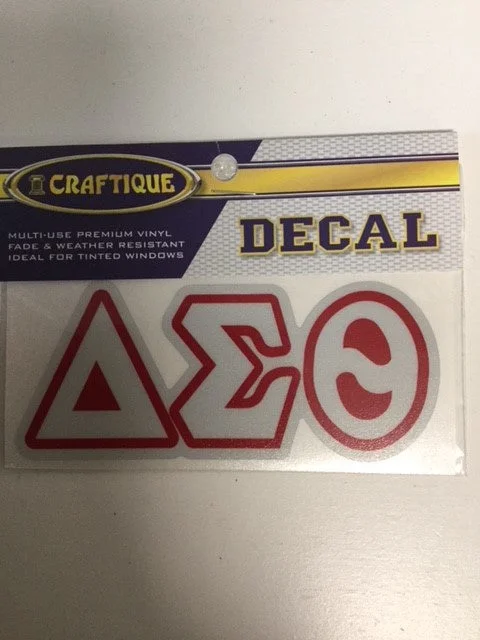 CRAFTIQUE
MULTI-USE PREMIUM VINYL
FADE & WEATHER RESISTANT
IDEAL FOR TINTED WINDOWS
DECAL
ΔΣΘ